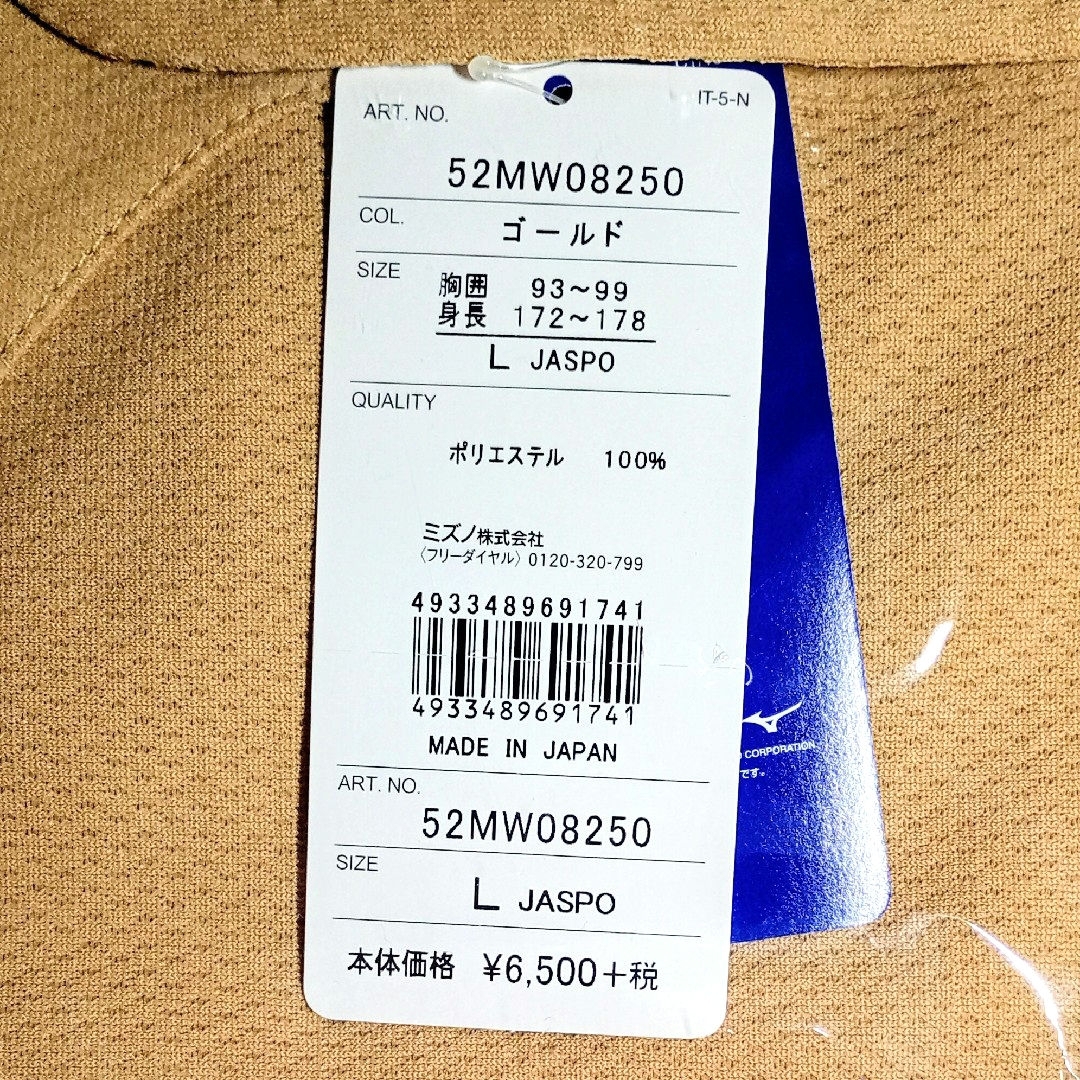 IT-5-N
ART. NO.
52MW08250
COL.
ゴールド
SIZE
胸囲 93～99
身長 172～178
L JASPO
QUALITY
ポリエステル 100%
ミズノ株式会社
〈フリーダイヤル〉0120-320-799
4933489691741
4933489691741
MADE IN JAPAN
CORPORATION
です。
ART. NO.
52MW08250
SIZE
L JASPO
本体価格 ¥6,500+税